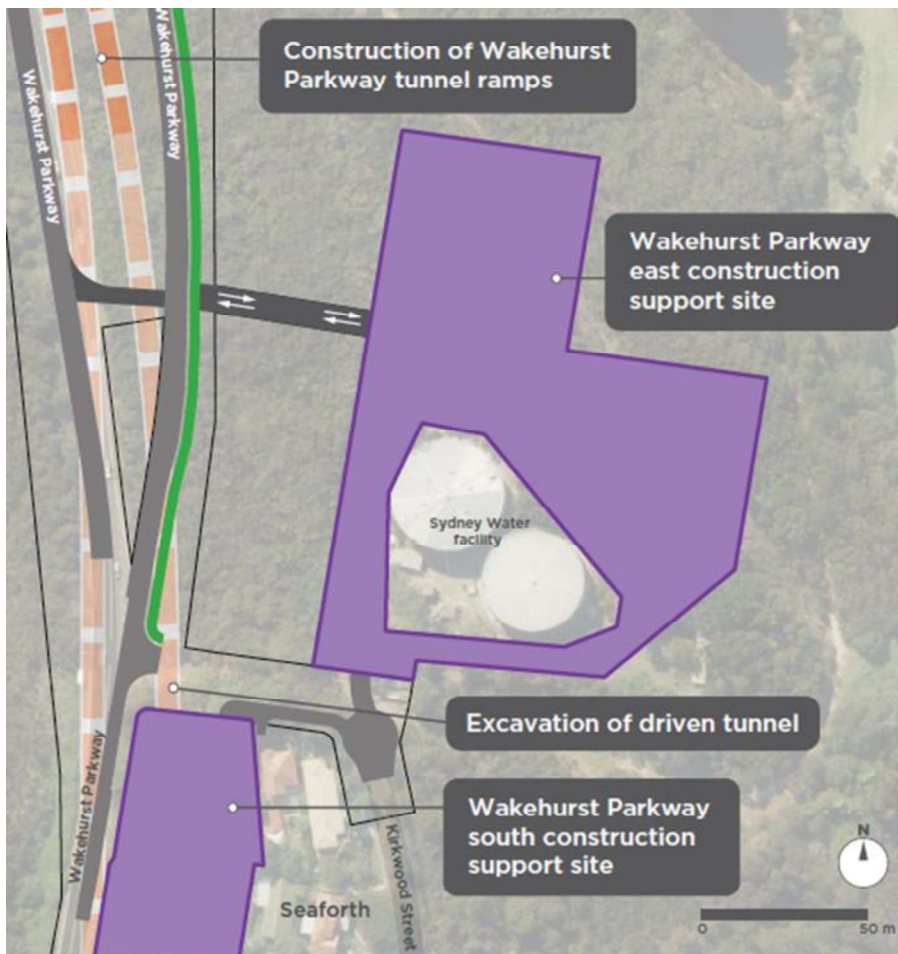 Construction of Wakehurst
Parkway tunnel ramps
Wakehurst Parkway
Wakehurst Parkway
Wakehurst Parkway
east construction
support site
Sydney Water
facility
Excavation of driven tunnel
Wakehurst Parkway
Wakehurst Parkway
south construction
support site
Kirkwood Street
Seaforth
N
0
50 m